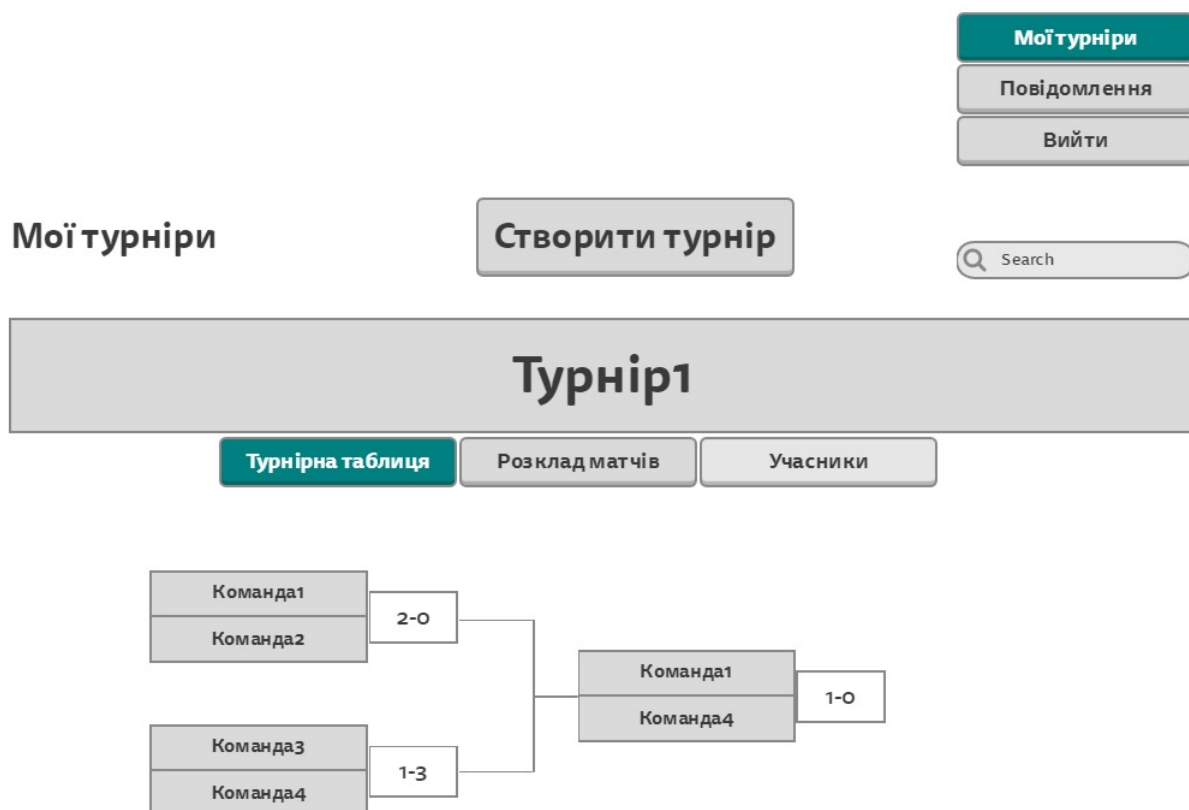 Мої турніри
Повідомлення
Вийти
Мої турніри
Створити турнір
Search
Турнір1
Турнірна таблиця
Розклад матчів
Учасники
Команда1
2-0
Команда2
Команда1
1-0
Команда4
Команда3
1-3
Команда4